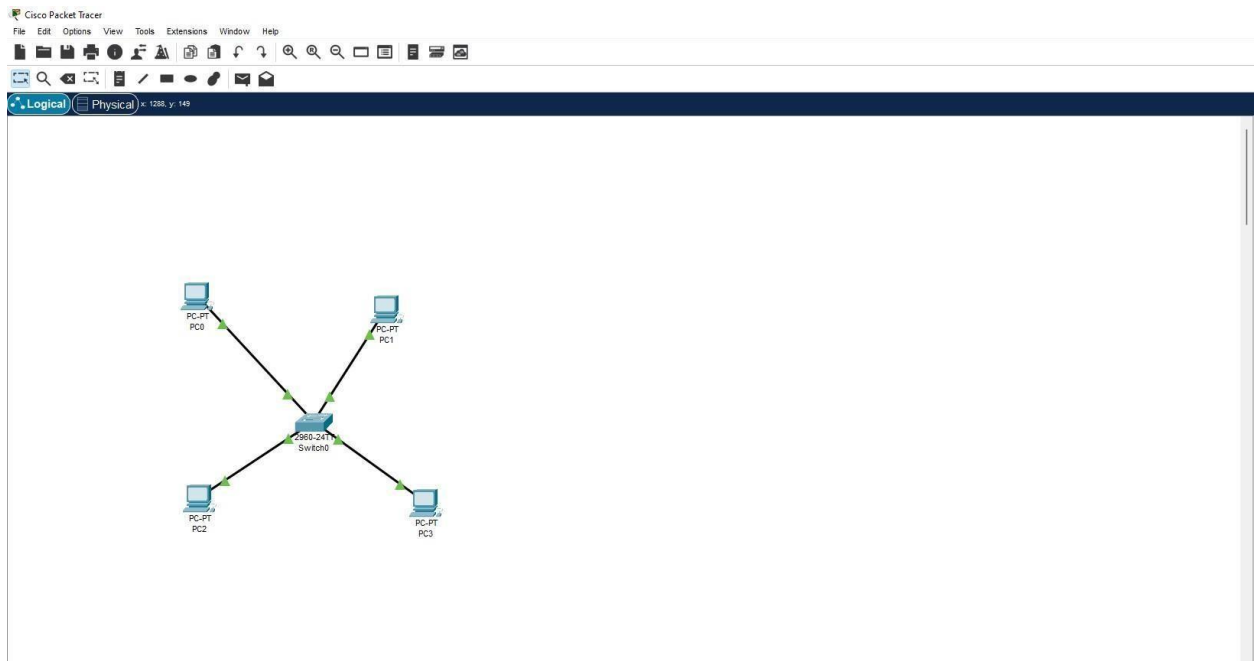 Cisco Packet Tracer
File Edit Options View Tools Extensions Window Help
Logical Physical x: 1288, y: 149
PC-PT
PC0
PC-PT
PC1
2960-24TT
Switch0
PC-PT
PC2
PC-PT
PC3